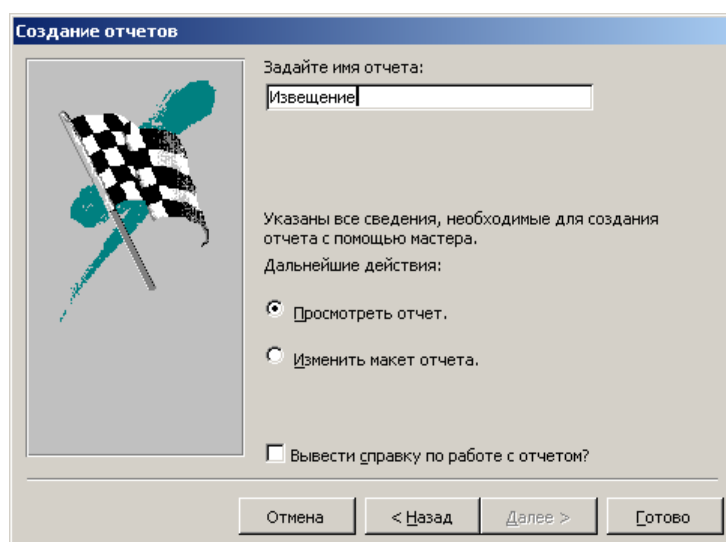 Создание отчетов
Задайте имя отчета:
Извещение
Указаны все сведения, необходимые для создания
отчета с помощью мастера.
Дальнейшие действия:
Просмотреть отчет.
Изменить макет отчета.
Вывести справку по работе с отчетом?
Отмена
< Назад
Далее >
Готово